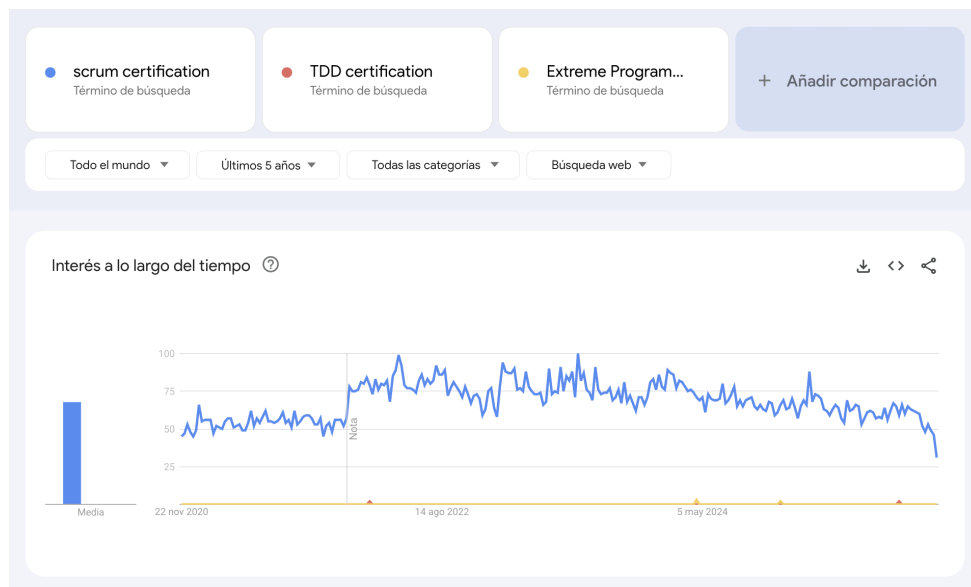 scrum certification
Término de búsqueda
TDD certification
Término de búsqueda
Extreme Program...
Término de búsqueda
+ Añadir comparación
Todo el mundo
Últimos 5 años
Todas las categorías
Búsqueda web
Interés a lo largo del tiempo
100
75
50
25
Nota
Media
22 nov 2020
14 ago 2022
5 may 2024